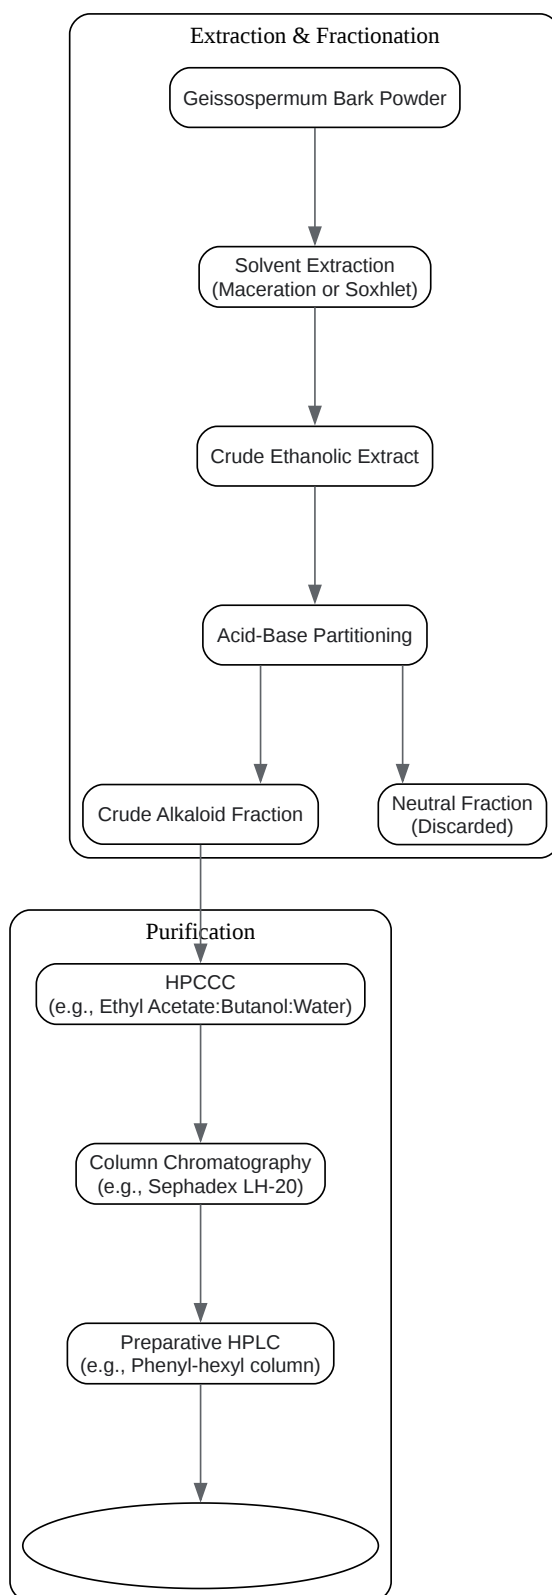 Extraction & Fractionation
Geissospermum Bark Powder
Solvent Extraction
(Maceration or Soxhlet)
Crude Ethanolic Extract
Acid-Base Partitioning
Crude Alkaloid Fraction
Neutral Fraction
(Discarded)
Purification
HPCCC
(e.g., Ethyl Acetate:Butanol:Water)
Column Chromatography
(e.g., Sephadex LH-20)
Preparative HPLC
(e.g., Phenyl-hexyl column)